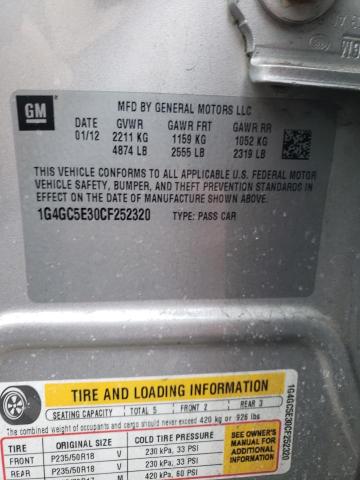 GM
MFD BY GENERAL MOTORS LLC
DATE GVWR GAWR FRT GAWR RR
01/12 2211 KG 1159 KG 1052 KG
4874 LB 2555 LB 2319 LB
THIS VEHICLE CONFORMS TO ALL APPLICABLE U.S. FEDERAL MOTOR
VEHICLE SAFETY, BUMPER, AND THEFT PREVENTION STANDARDS
IN EFFECT ON THE DATE OF MANUFACTURE SHOWN ABOVE.
1G4GC5E30CF252320 TYPE: PASS CAR
TIRE AND LOADING INFORMATION
SEATING CAPACITY TOTAL 5 FRONT 2 REAR 3
The combined weight of occupants and cargo should never exceed 420 kg or 926 lbs
TIRE ORIGINAL SIZE COLD TIRE PRESSURE
FRONT P235/50R18 V 230 kPA, 33 PSI
REAR P235/50R18 V 230 kPA, 33 PSI
M 420 kPA, 60 PSI
SEE OWNER'S
MANUAL FOR
ADDITIONAL
INFORMATION
1G4GC5E30CF252320